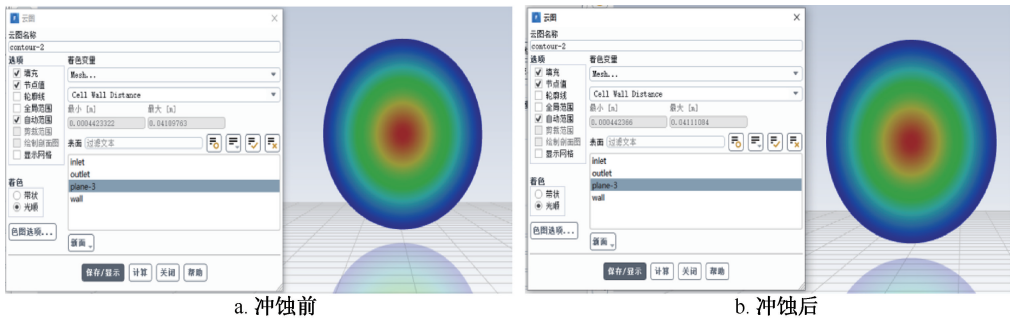 云图
云图名称
contour-2
选项
着色变量
填充
节点值
轮廓线
全局范围
自动范围
剪裁范围
绘制剖面图
显示网格
Mesh...
Cell Wall Distance
最小 [m]
最大 [m]
0.0004423322
0.04189763
表面
过滤文本
inlet
outlet
plane-3
wall
着色
带状
光顺
色图选项...
新面
保存/显示
计算
关闭
帮助
a. 冲蚀前
云图
云图名称
contour-2
选项
着色变量
填充
节点值
轮廓线
全局范围
自动范围
剪裁范围
绘制剖面图
显示网格
Mesh...
Cell Wall Distance
最小 [m]
最大 [m]
0.000442366
0.04111084
表面
过滤文本
inlet
outlet
plane-3
wall
着色
带状
光顺
色图选项...
新面
保存/显示
计算
关闭
帮助
b. 冲蚀后